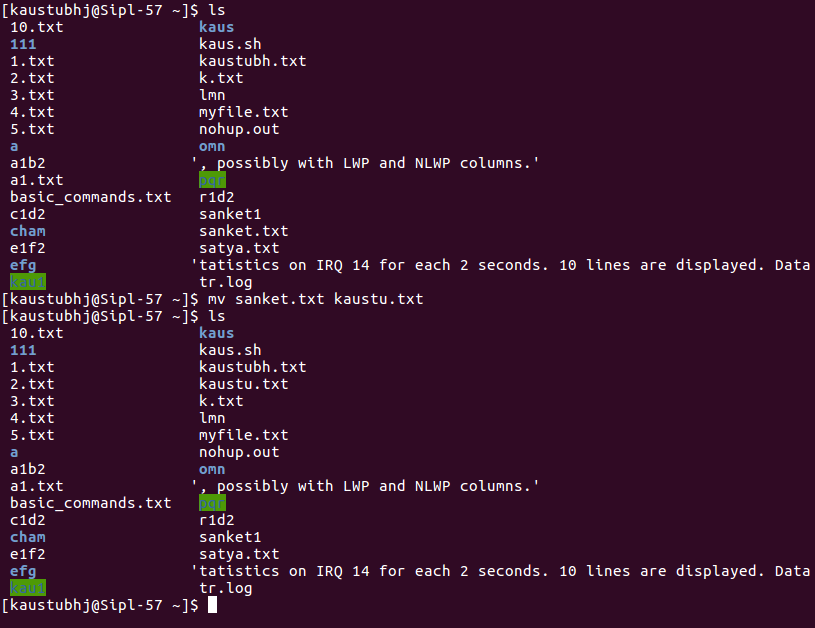 [kaustubhj@Sipl-57 ~]$ ls
10.txt kaus
111 kaus.sh
1.txt kaustubh.txt
2.txt k.txt
3.txt lmn
4.txt myfile.txt
5.txt nohup.out
a omn
a1b2 ', possibly with LWP and NLWP columns.'
a1.txt pqr
basic_commands.txt r1d2
c1d2 sanket1
cham sanket.txt
e1f2 satya.txt
efg 'tatistics on IRQ 14 for each 2 seconds. 10 lines are displayed. Data
kau1 tr.log
[kaustubhj@Sipl-57 ~]$ mv sanket.txt kaustu.txt
[kaustubhj@Sipl-57 ~]$ ls
10.txt kaus
111 kaus.sh
1.txt kaustubh.txt
2.txt kaustu.txt
3.txt k.txt
4.txt lmn
5.txt myfile.txt
a nohup.out
a1b2 omn
a1.txt ', possibly with LWP and NLWP columns.'
basic_commands.txt pqr
c1d2 r1d2
cham sanket1
e1f2 satya.txt
efg 'tatistics on IRQ 14 for each 2 seconds. 10 lines are displayed. Data
kau1 tr.log
[kaustubhj@Sipl-57 ~]$